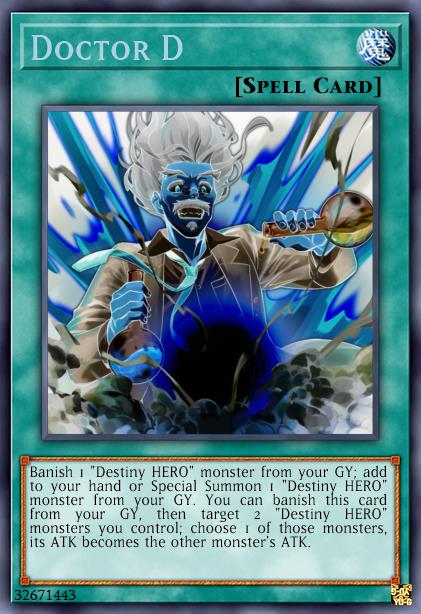 Doctor D
魔
[Spell Card]
Banish 1 "Destiny HERO" monster from your GY; add
to your hand or Special Summon 1 "Destiny HERO"
monster from your GY. You can banish this card
from your GY, then target 2 "Destiny HERO"
monsters you control; choose 1 of those monsters,
its ATK becomes the other monster's ATK.
32671443